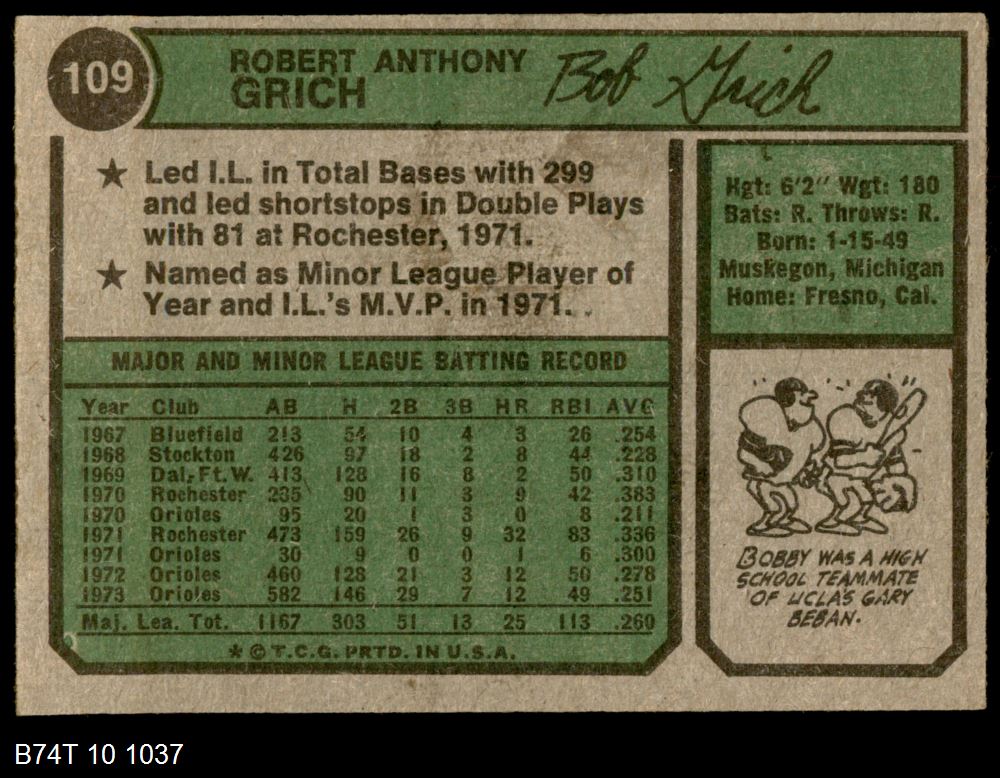 109
ROBERT ANTHONY
GRICH
Bob Grich
★ Led I.L. in Total Bases with 299
and led shortstops in Double Plays
with 81 at Rochester, 1971.
★ Named as Minor League Player of
Year and I.L.'s M.V.P. in 1971.
Hgt: 6'2" Wgt: 180
Bats: R. Throws: R.
Born: 1-15-49
Muskegon, Michigan
Home: Fresno, Cal.
MAJOR AND MINOR LEAGUE BATTING RECORD
Year Club AB H 2B 3B HR RBI AVG
1967 Bluefield 213 54 10 4 3 26 .254
1968 Stockton 426 97 18 2 8 44 .228
1969 Dal.-Ft.W. 413 128 16 8 2 50 .310
1970 Rochester 235 90 11 3 9 42 .383
1970 Orioles 95 20 1 3 0 8 .211
1971 Rochester 473 159 26 9 32 83 .336
1971 Orioles 30 9 0 0 1 6 .300
1972 Orioles 460 128 21 3 12 50 .278
1973 Orioles 582 146 29 7 12 49 .251
Maj. Lea. Tot. 1167 303 51 13 25 113 .260
* © T.C.G. PRTD. IN U.S.A.
BOBBY WAS A HIGH
SCHOOL TEAMMATE
OF UCLA'S GARY
BEBAN.
B74T 10 1037